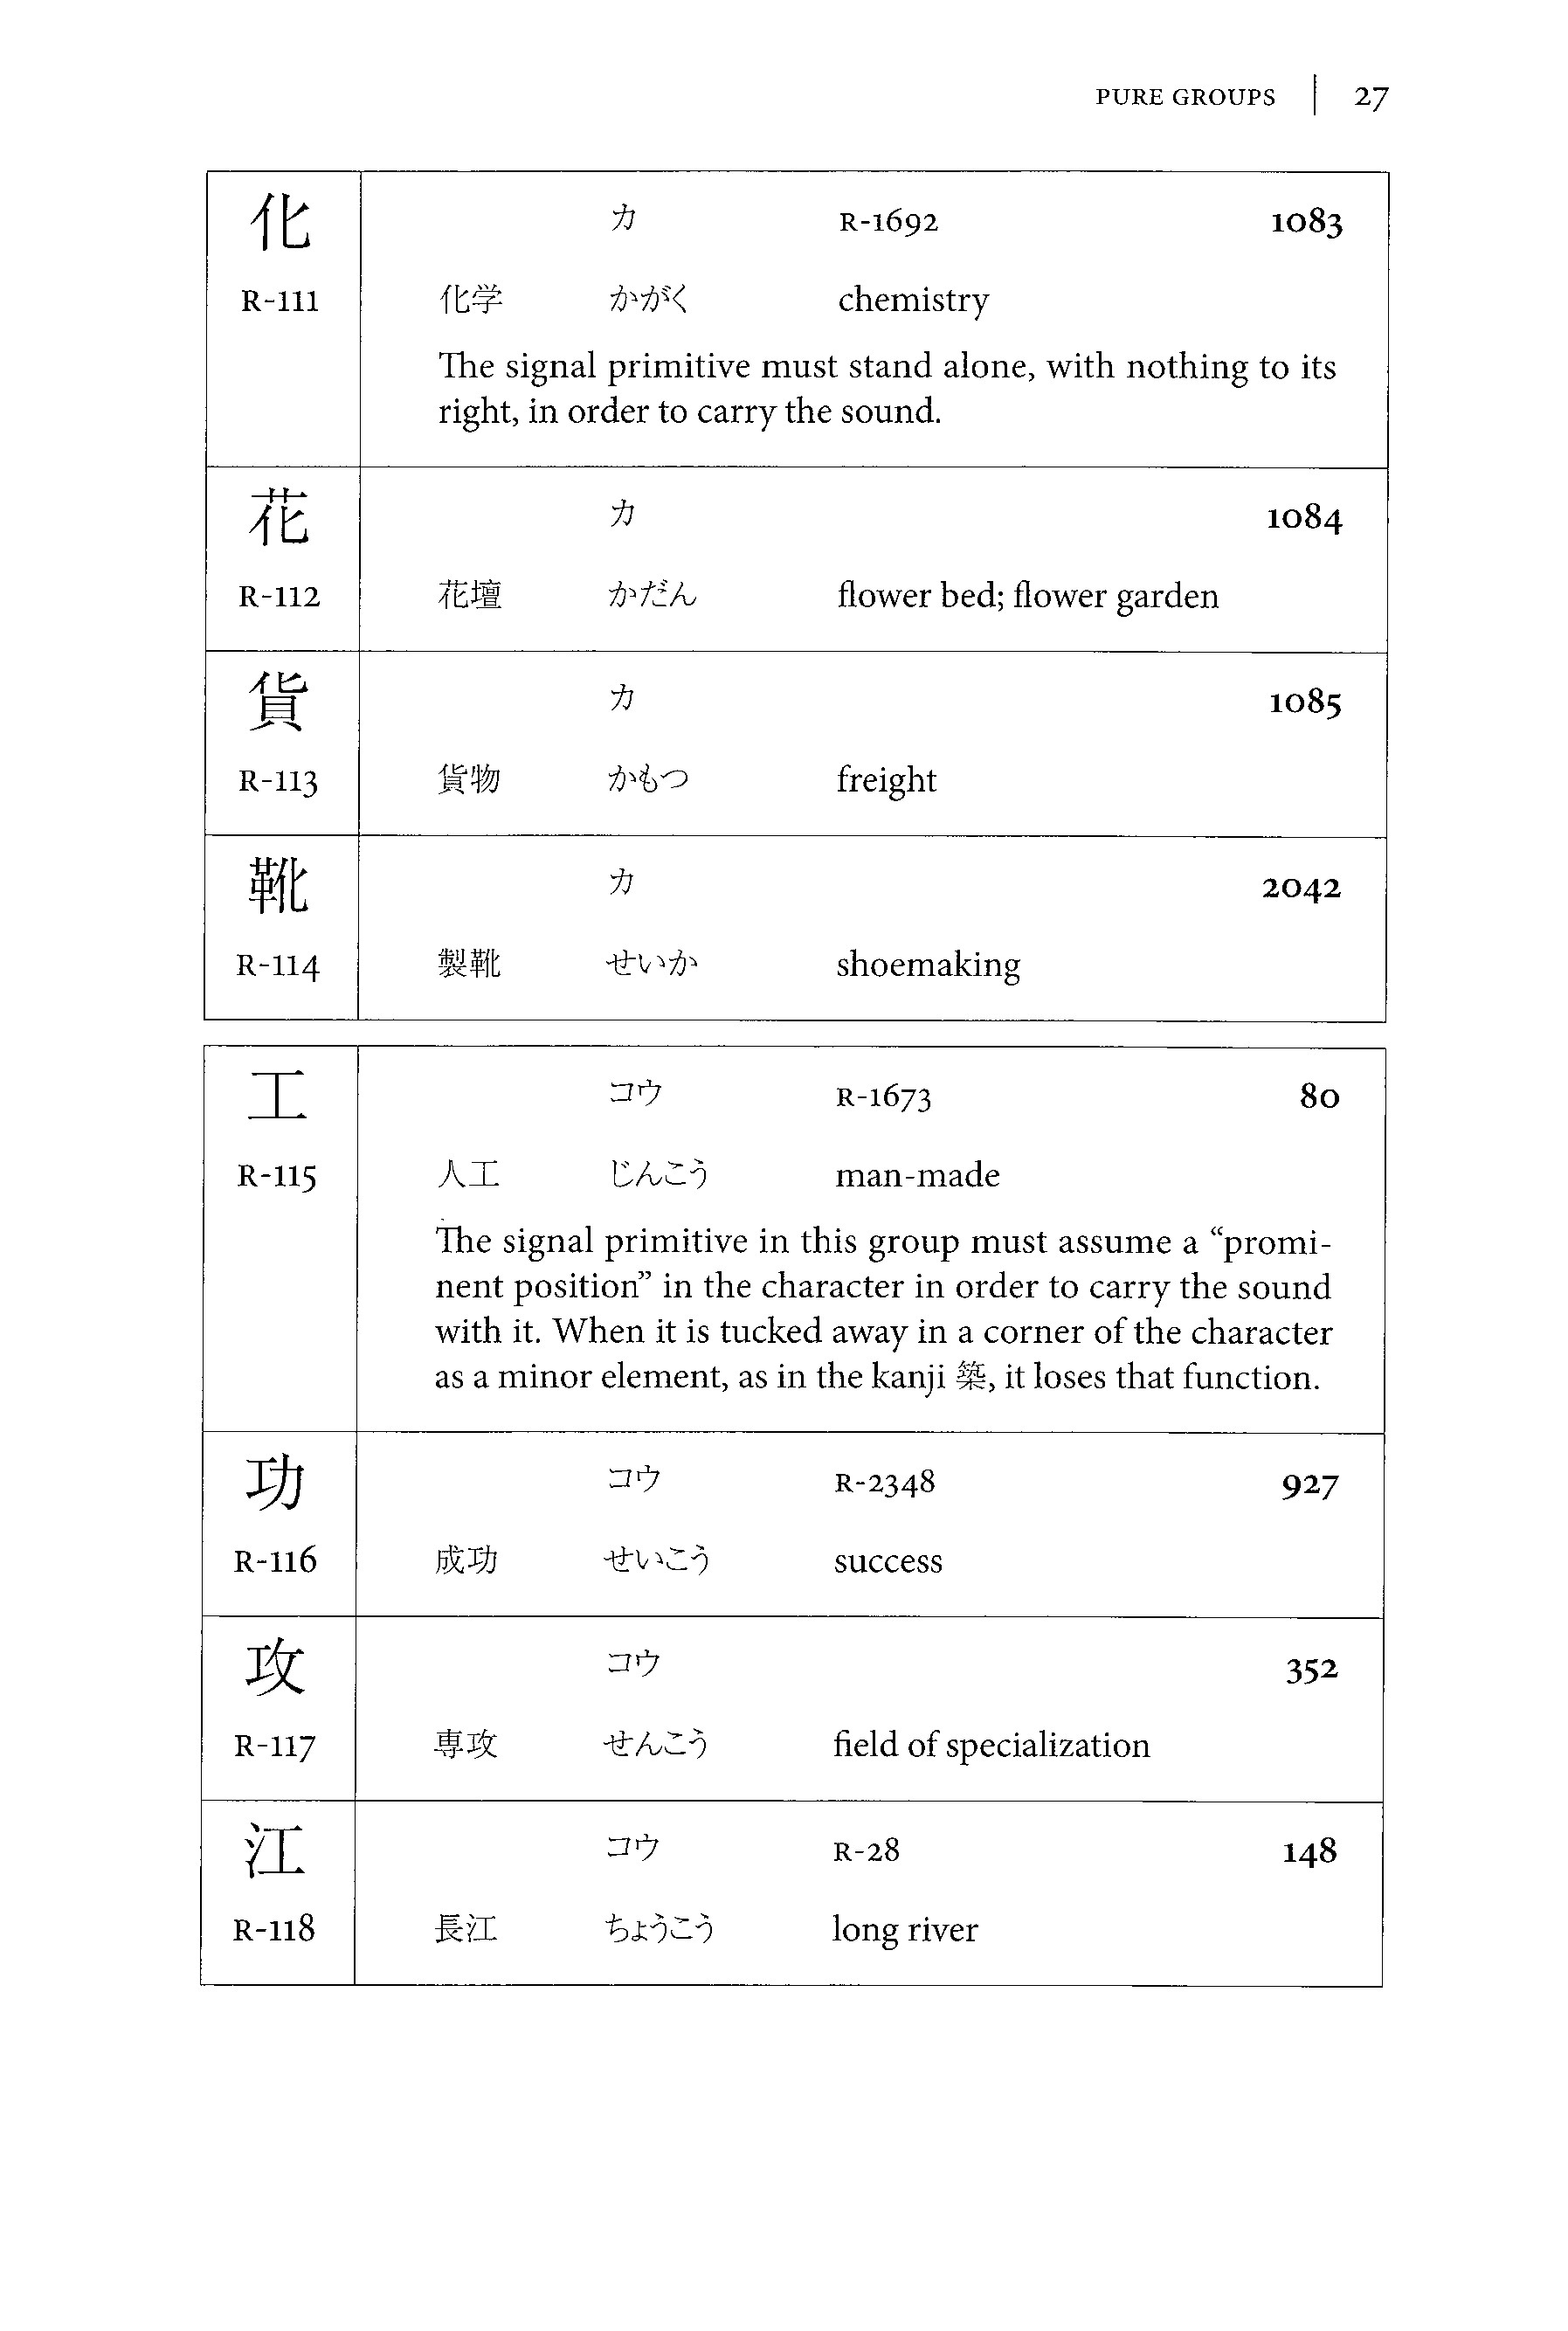 PURE GROUPS | 27
化 カ R-1692 1083
R-111 化学 かがく chemistry
The signal primitive must stand alone, with nothing to its
right, in order to carry the sound.
花 カ 1084
R-112 花壇 かだん flower bed; flower garden
貨 カ 1085
R-113 貨物 かもつ freight
靴 カ 2042
R-114 製靴 せいか shoemaking
工 コウ R-1673 80
R-115 人工 じんこう man-made
The signal primitive in this group must assume a “promi-
nent position” in the character in order to carry the sound
with it. When it is tucked away in a corner of the character
as a minor element, as in the kanji 築, it loses that function.
功 コウ R-2348 927
R-116 成功 せいこう success
攻 コウ 352
R-117 専攻 せんこう field of specialization
江 コウ R-28 148
R-118 長江 ちょうこう long river